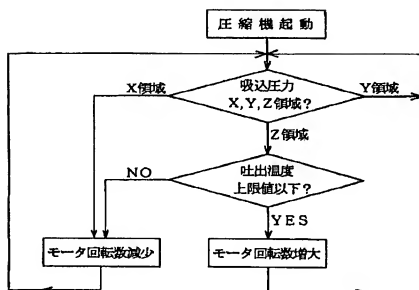 圧縮機起動
吸込圧力
X,Y,Z領域?
X領域
Y領域
Z領域
吐出温度
上限値以下?
NO
YES
モータ回転数減少
モータ回転数増大